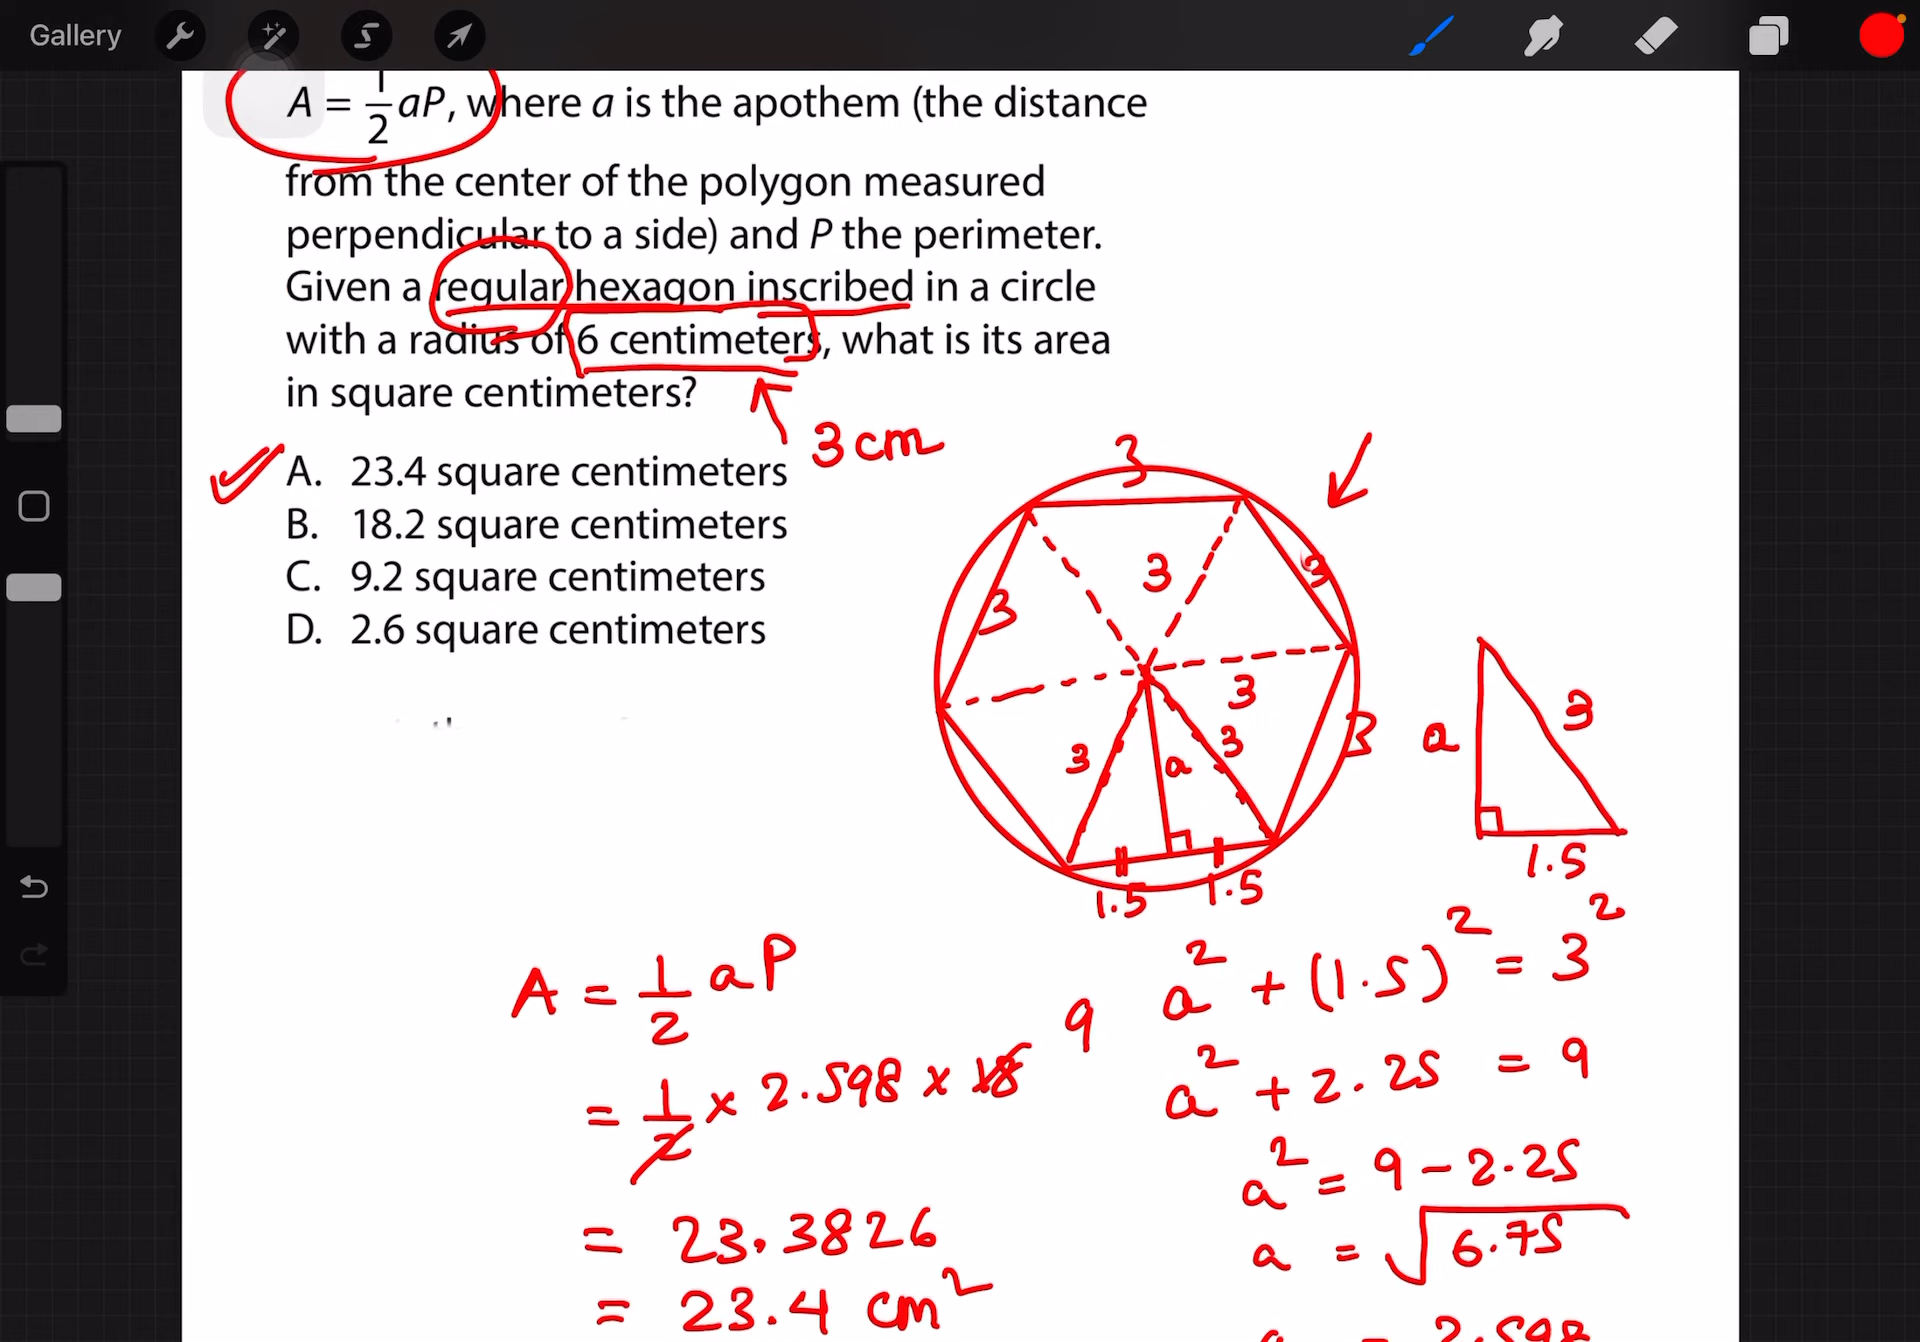 Gallery
A = 1/2 aP, where a is the apothem (the distance
from the center of the polygon measured
perpendicular to a side) and P the perimeter.
Given a regular hexagon inscribed in a circle
with a radius of 6 centimeters, what is its area
in square centimeters?
3 cm
A. 23.4 square centimeters
B. 18.2 square centimeters
C. 9.2 square centimeters
D. 2.6 square centimeters
3
3
3
3
3
3
3
3
a
1.5
1.5
a
3
1.5
A = 1/2 aP
= 1/2 × 2.598 × 18 9
= 23.3826
= 23.4 cm²
a² + (1.5)² = 3²
a² + 2.25 = 9
a² = 9 - 2.25
a = √6.75
a = 2.598